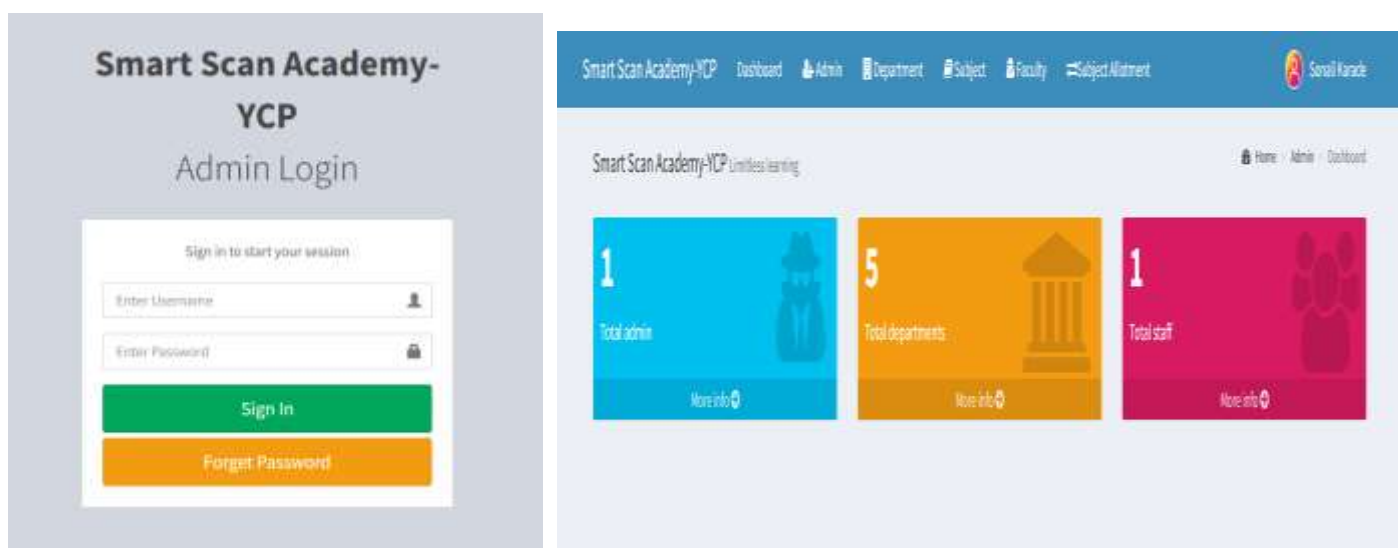 Smart Scan Academy-
YCP
Admin Login
Sign in to start your session
Enter Username
Enter Password
Sign In
Forget Password
Smart Scan Academy-YCP Dashboard Admin Department Subject Faculty Subject Allotment Sonali Karade
Smart Scan Academy-YCP Limitless learning
Home Admin Dashboard
1
Total admin
More info
5
Total departments
More info
1
Total staff
More info